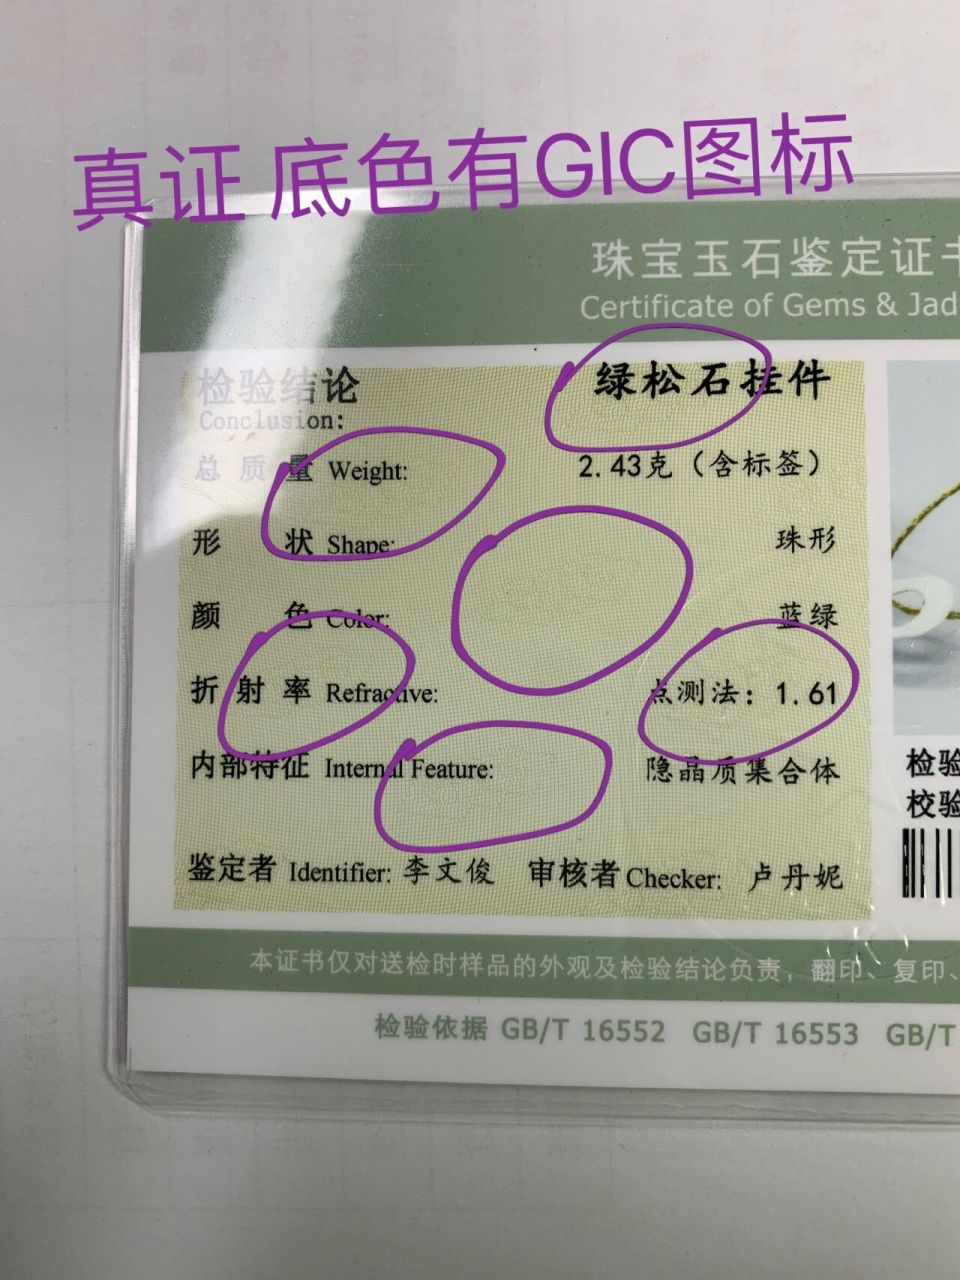 真证 底色有GIC图标
珠宝玉石鉴定证
Certificate of Gems & Jad
检验结论 绿松石挂件
Conclusion:
总质量 Weight: 2.43克（含标签）
形状 Shape: 珠形
颜色 Color: 蓝绿
折射率 Refractive: 点测法：1.61
内部特征 Internal Feature: 隐晶质集合体
检验
校验
鉴定者 Identifier: 李文俊 审核者 Checker: 卢丹妮
本证书仅对送检时样品的外观及检验结论负责，翻印、复印、
检验依据 GB/T 16552 GB/T 16553 GB/T